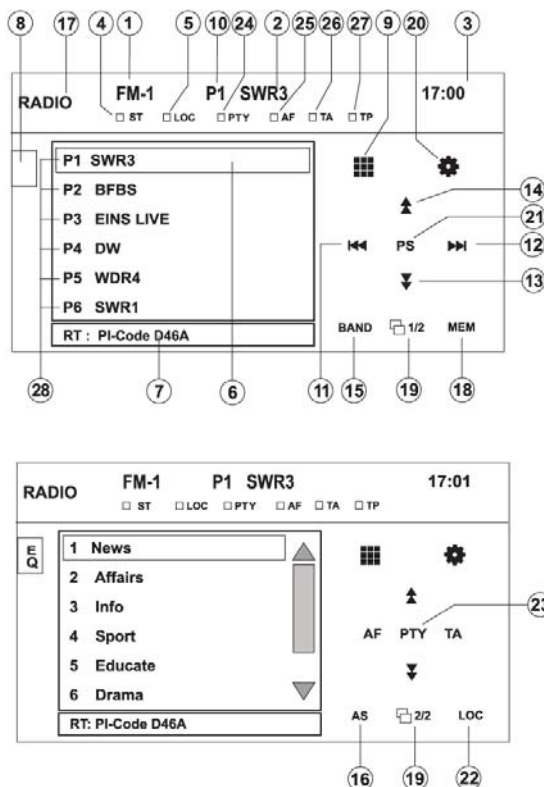 8 17 4 1 5 10 24 2 25 26 27 9 20 3
RADIO FM-1 P1 SWR3 17:00
ST LOC PTY AF TA TP
P1 SWR3
P2 BFBS
P3 EINS LIVE
P4 DW
P5 WDR4
P6 SWR1
RT : PI-Code D46A
14
21
PS
12
13
BAND 1/2 MEM
28 7 6 11 15 19 18
RADIO FM-1 P1 SWR3 17:01
ST LOC PTY AF TA TP
EQ
1 News
2 Affairs
3 Info
4 Sport
5 Educate
6 Drama
RT: PI-Code D46A
23
AF PTY TA
AS 2/2 LOC
16 19 22